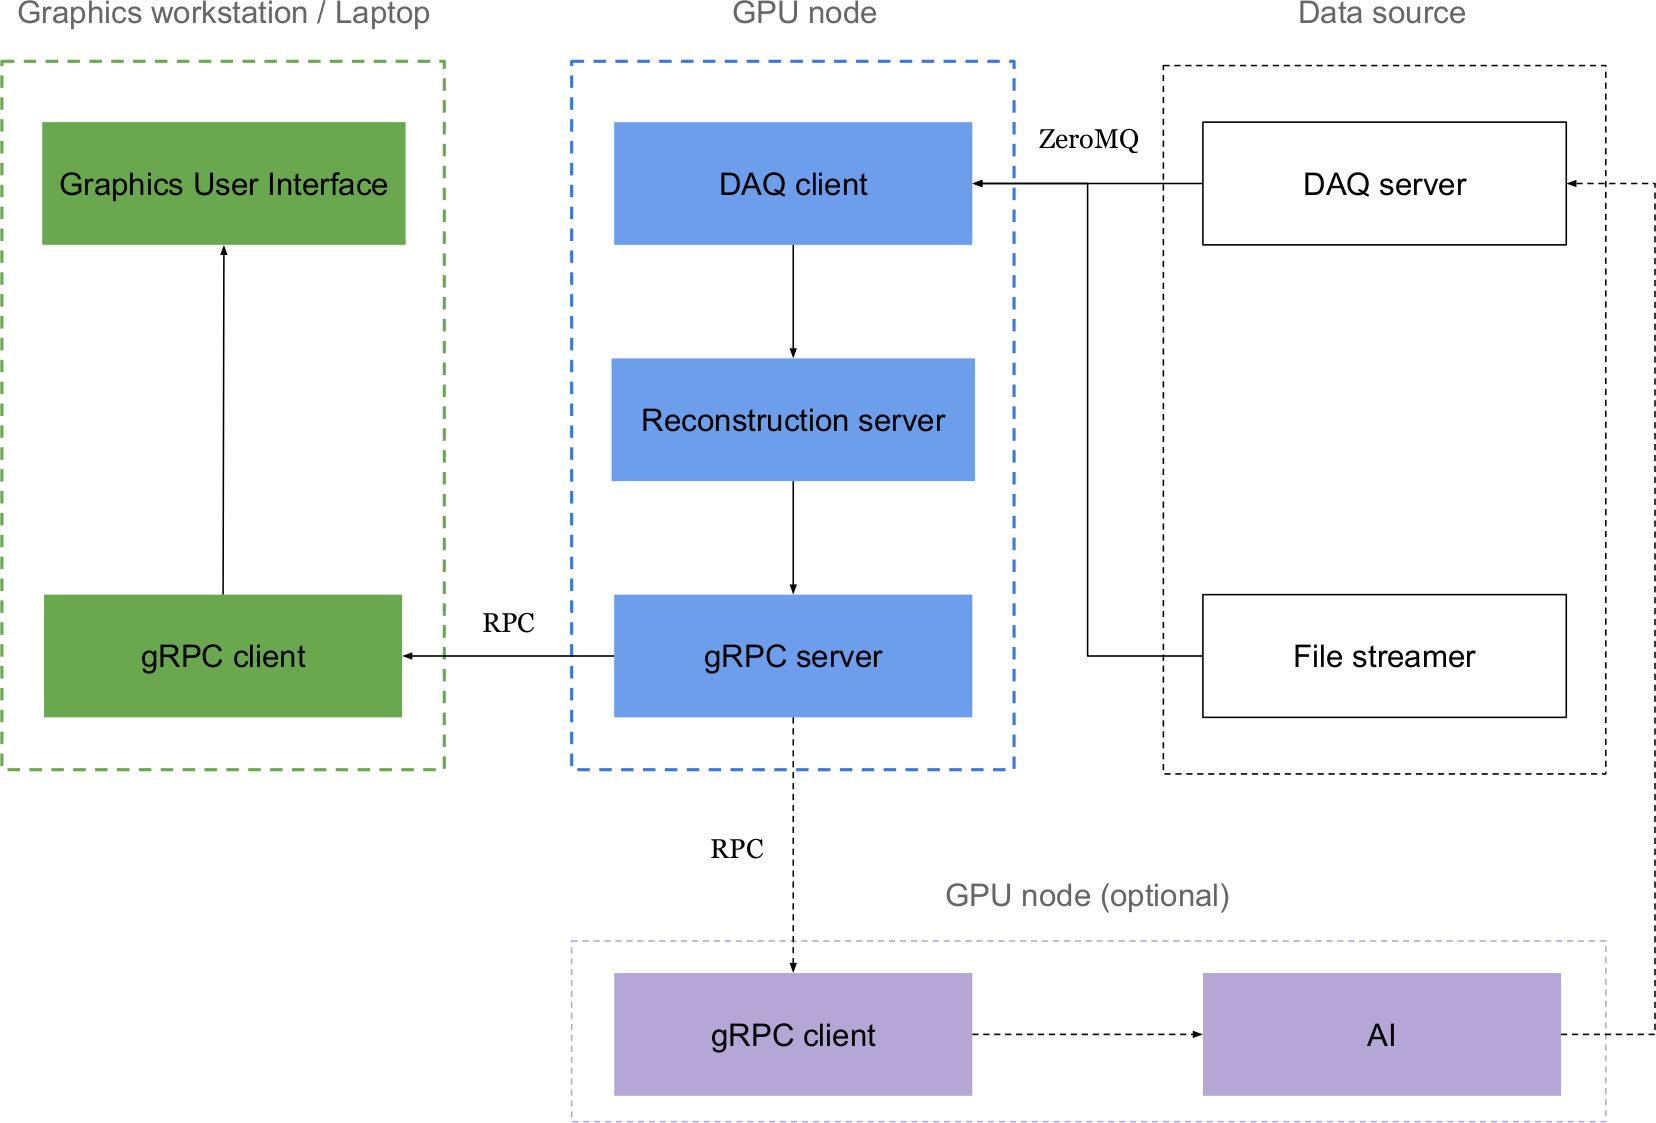 Graphics workstation / Laptop
GPU node
Data source
Graphics User Interface
DAQ client
ZeroMQ
DAQ server
Reconstruction server
gRPC client
RPC
gRPC server
File streamer
RPC
GPU node (optional)
gRPC client
AI